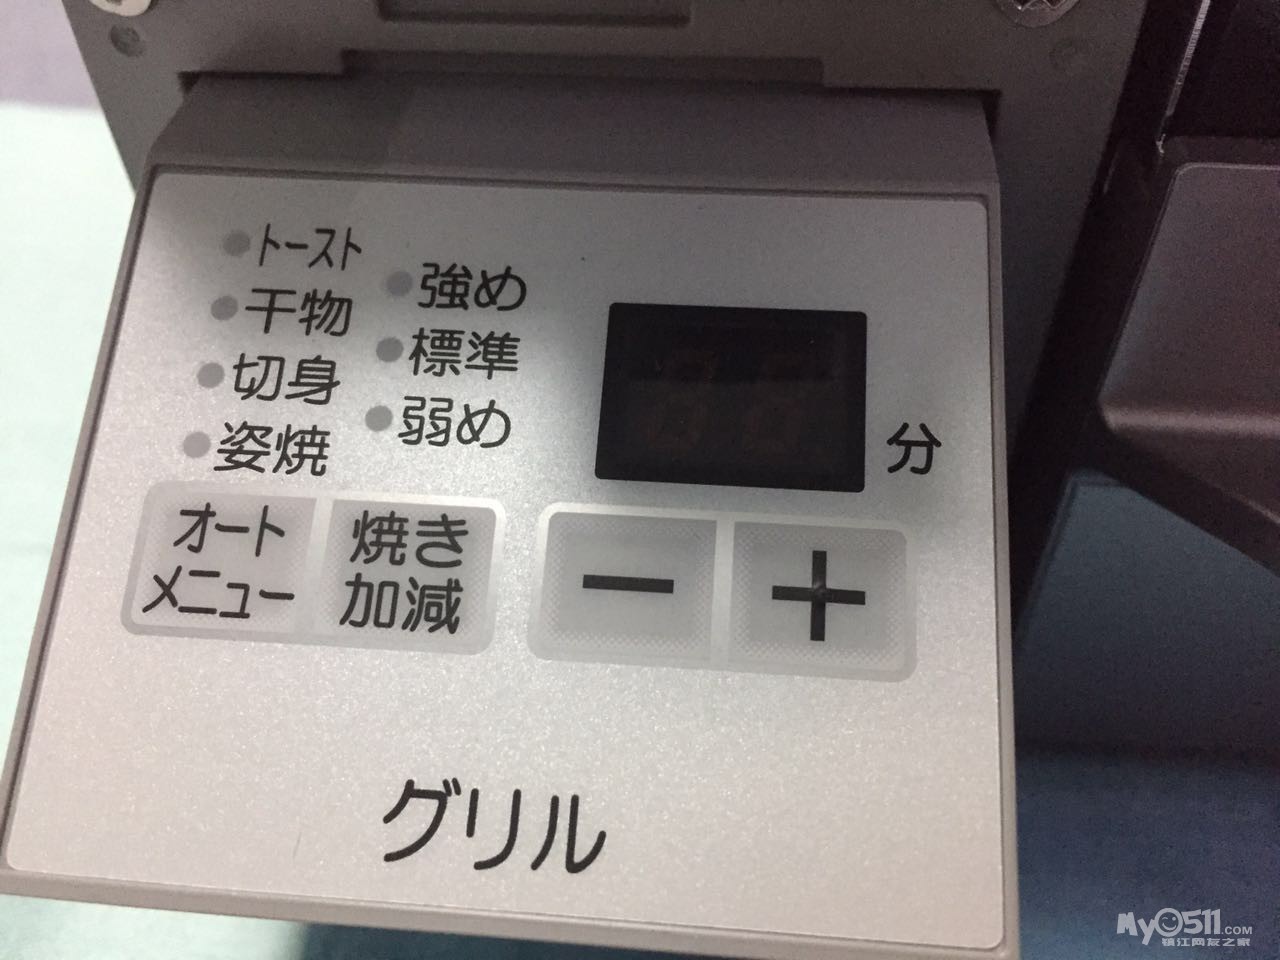 トースト
干物
切身
姿焼
強め
標準
弱め
分
オート
メニュー
焼き
加減
－
＋
グリル
MyO511.COM
镇江网友之家